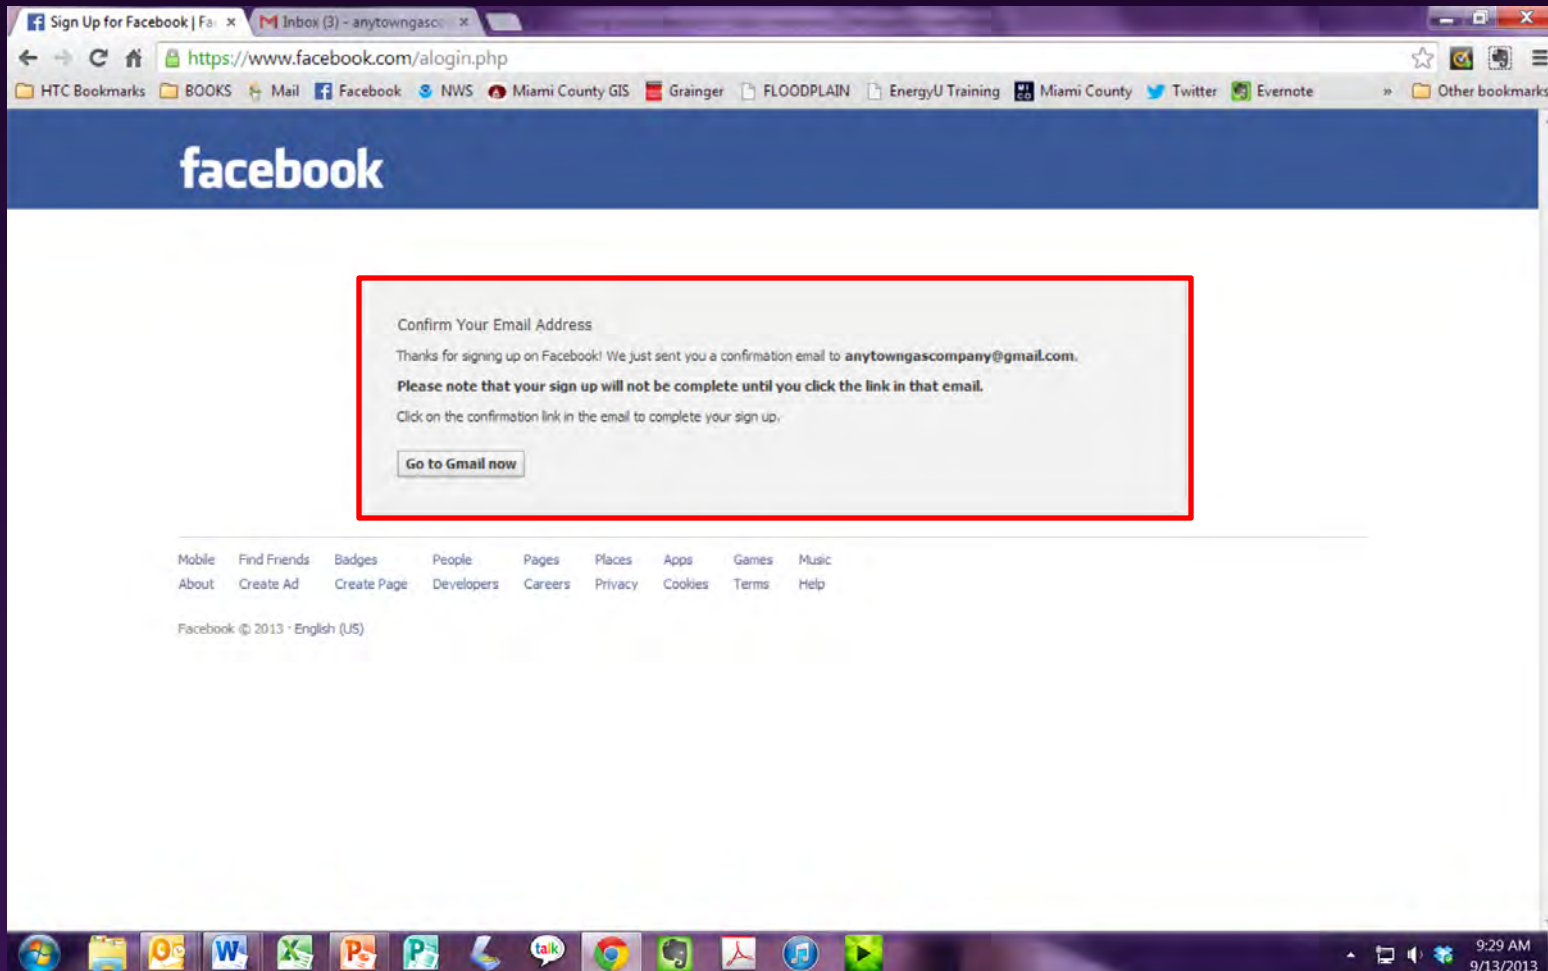 Sign Up for Facebook | Fa
Inbox (3) - anytowngasco
https://www.facebook.com/alogin.php
HTC Bookmarks BOOKS Mail Facebook NWS Miami County GIS Grainger FLOODPLAIN EnergyU Training Miami County Twitter Evernote » Other bookmarks
facebook
Confirm Your Email Address
Thanks for signing up on Facebook! We just sent you a confirmation email to anytowngascompany@gmail.com.
Please note that your sign up will not be complete until you click the link in that email.
Click on the confirmation link in the email to complete your sign up.
Go to Gmail now
Mobile Find Friends Badges People Pages Places Apps Games Music
About Create Ad Create Page Developers Careers Privacy Cookies Terms Help
Facebook © 2013 · English (US)
talk
9:29 AM
9/13/2013